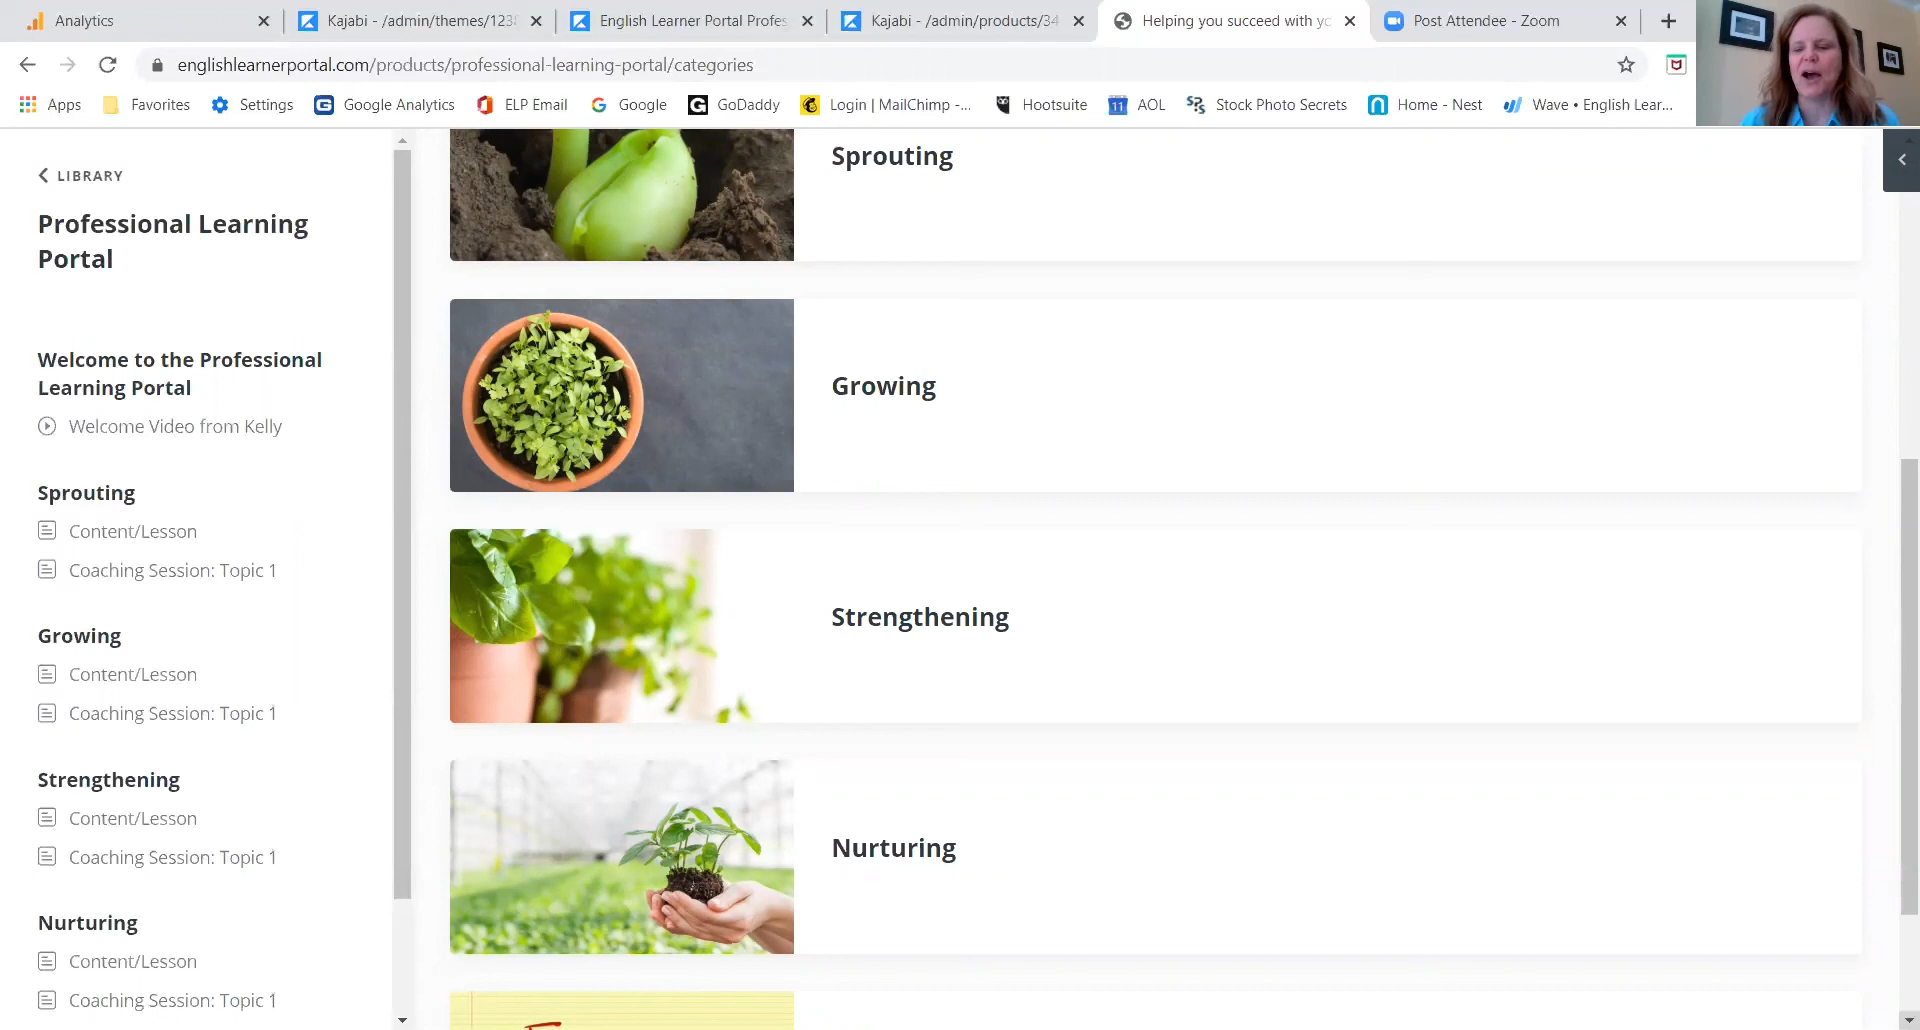 Analytics
Kajabi - /admin/themes/1238
English Learner Portal Profes
Kajabi - /admin/products/34
Helping you succeed with yo
Post Attendee - Zoom
englishlearnerportal.com/products/professional-learning-portal/categories
Apps
Favorites
Settings
Google Analytics
ELP Email
Google
GoDaddy
Login | MailChimp -...
Hootsuite
11
AOL
SPS
Stock Photo Secrets
Home - Nest
Wave • English Lear...
LIBRARY
Professional Learning
Portal
Welcome to the Professional
Learning Portal
Welcome Video from Kelly
Sprouting
Content/Lesson
Coaching Session: Topic 1
Growing
Content/Lesson
Coaching Session: Topic 1
Strengthening
Content/Lesson
Coaching Session: Topic 1
Nurturing
Content/Lesson
Coaching Session: Topic 1
Sprouting
Growing
Strengthening
Nurturing